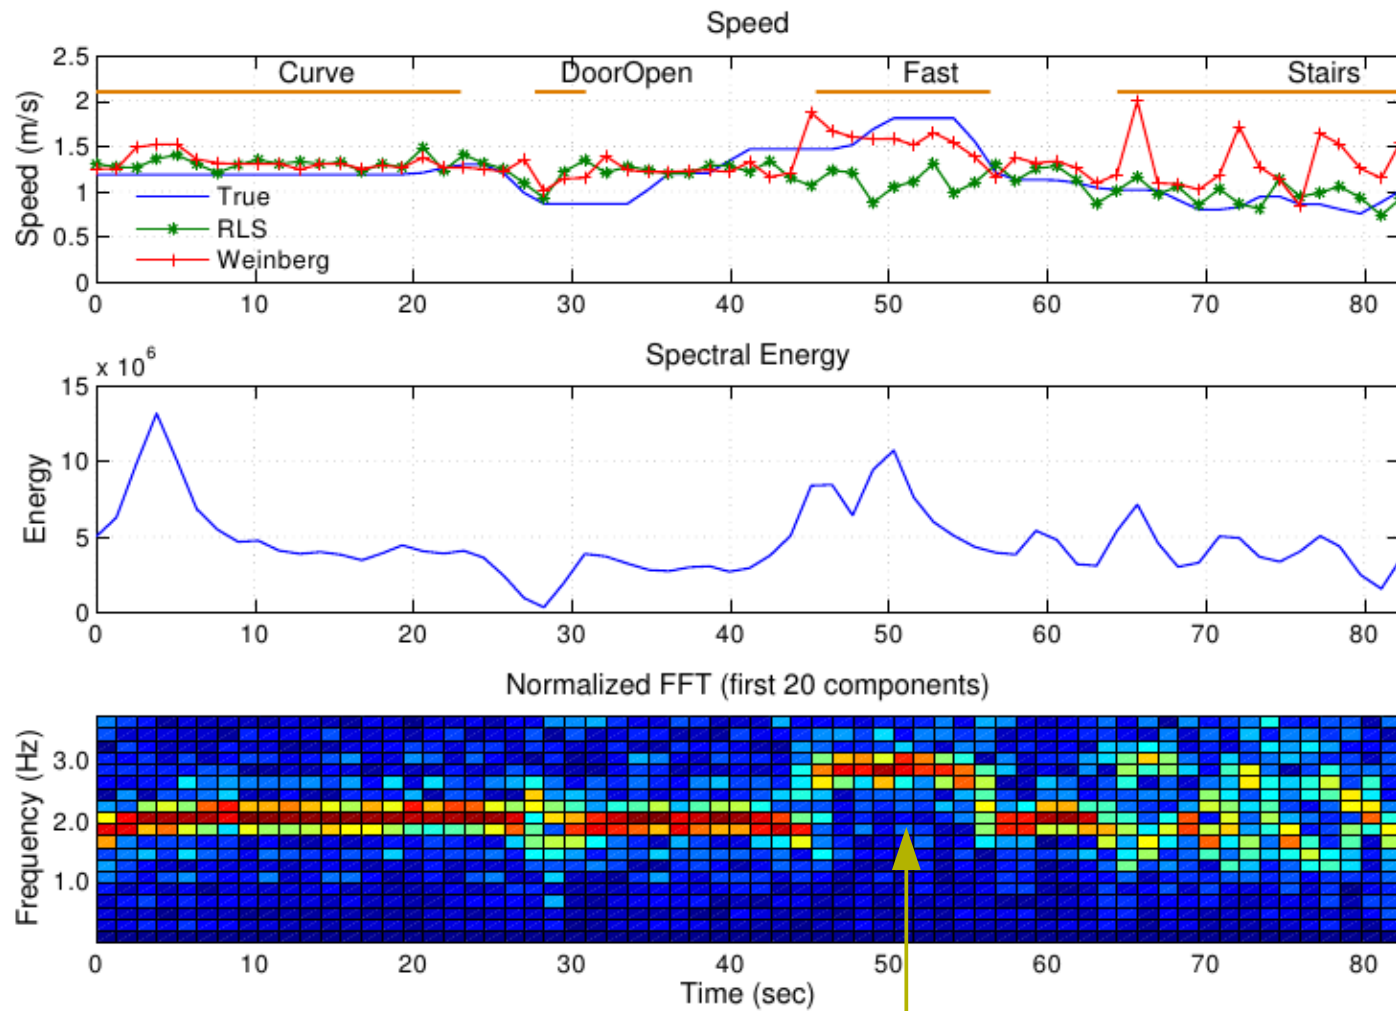 Speed
Curve DoorOpen Fast Stairs
Speed (m/s)
2.5
2
1.5
1
0.5
0
True
RLS
Weinberg
0 10 20 30 40 50 60 70 80
x 10^6
Spectral Energy
Energy
15
10
5
0
0 10 20 30 40 50 60 70 80
Normalized FFT (first 20 components)
Frequency (Hz)
3.0
2.0
1.0
0 10 20 30 40 50 60 70 80
Time (sec)